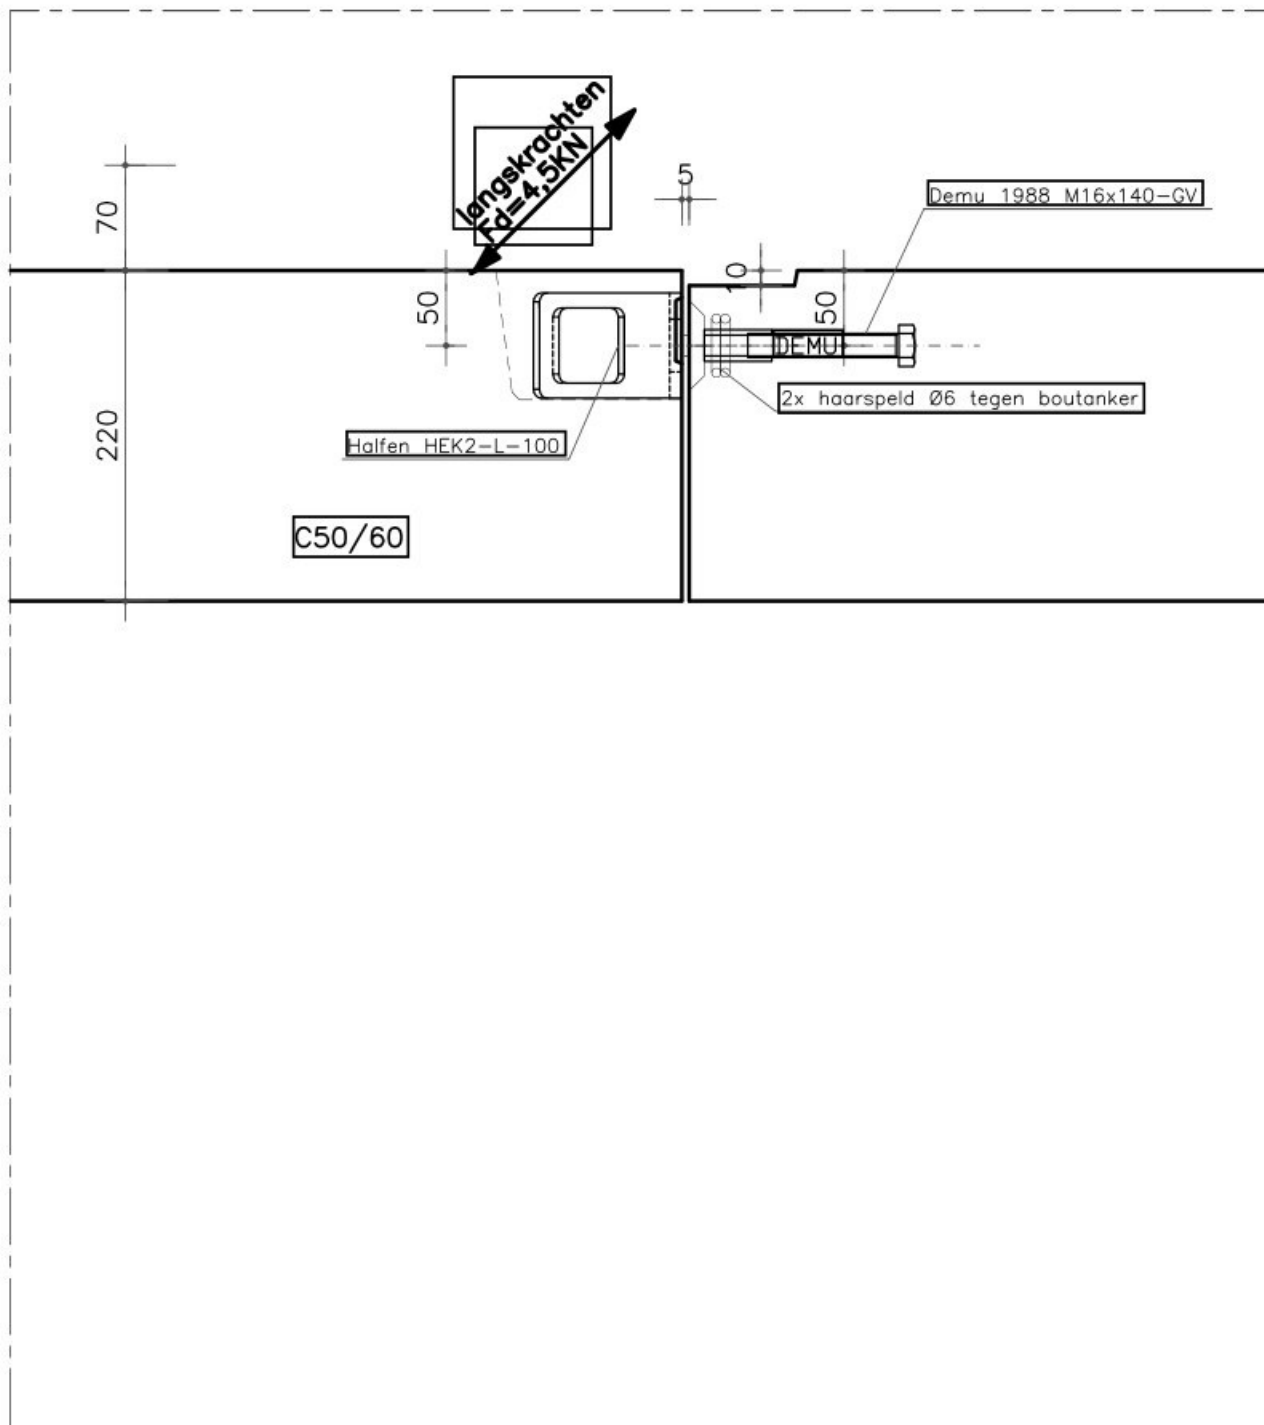 langskrachten
Fd=4,5KN
5
Demu 1988 M16x140-GV
70
10
50
50
DEMU
2x haarspeld Ø6 tegen boutanker
220
Halfen HEK2-L-100
C50/60